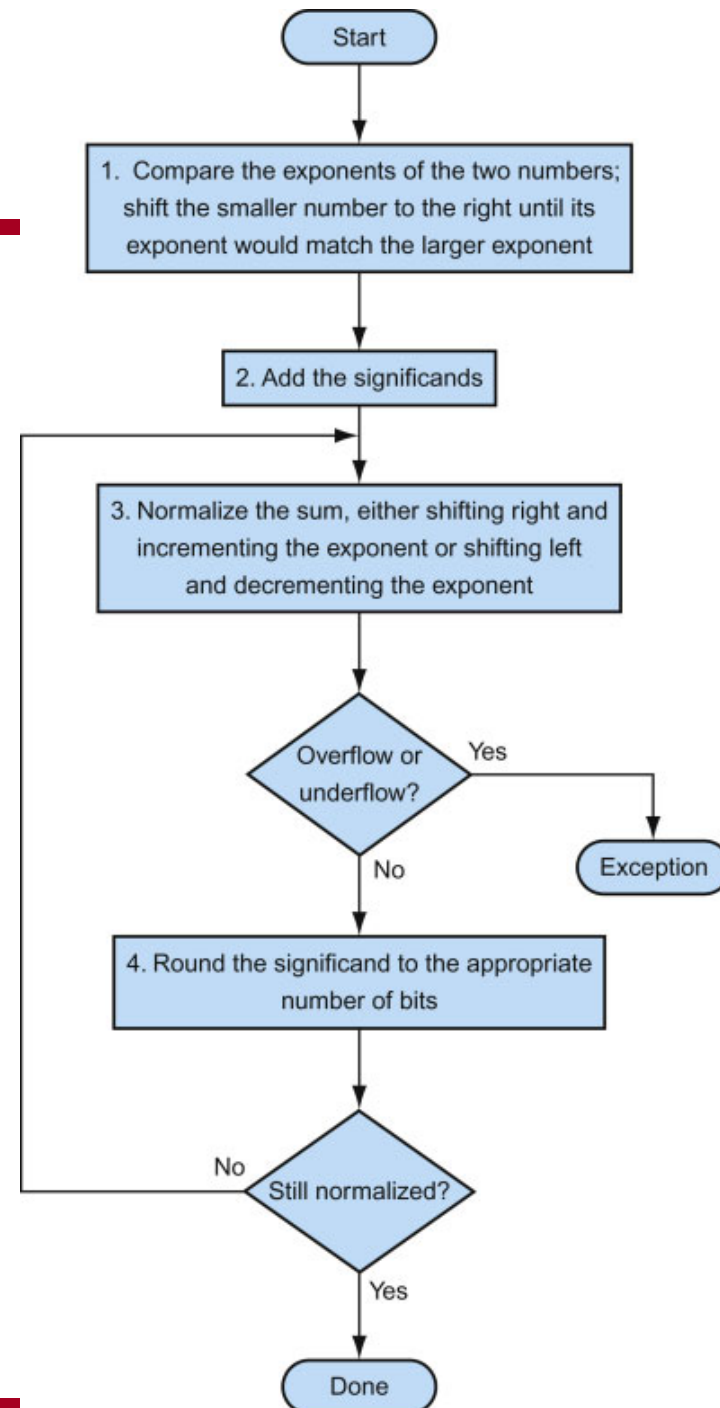 Start
1. Compare the exponents of the two numbers;
shift the smaller number to the right until its
exponent would match the larger exponent
2. Add the significands
3. Normalize the sum, either shifting right and
incrementing the exponent or shifting left
and decrementing the exponent
Overflow or
underflow?
Yes
No
Exception
4. Round the significand to the appropriate
number of bits
No
Still normalized?
Yes
Done